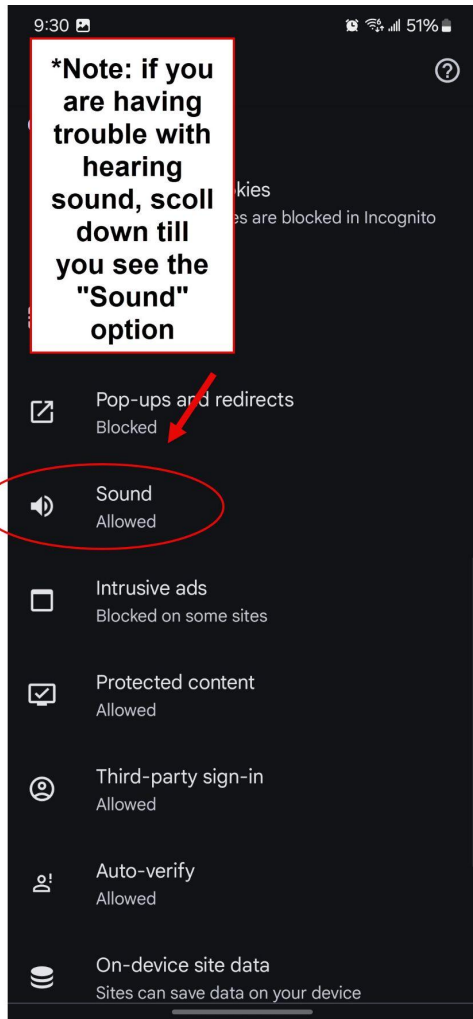 9:30 51%
*Note: if you
are having
trouble with
hearing
sound, scoll
down till
you see the
"Sound"
option
es are blocked in Incognito
Pop-ups and redirects
Blocked
Sound
Allowed
Intrusive ads
Blocked on some sites
Protected content
Allowed
Third-party sign-in
Allowed
Auto-verify
Allowed
On-device site data
Sites can save data on your device